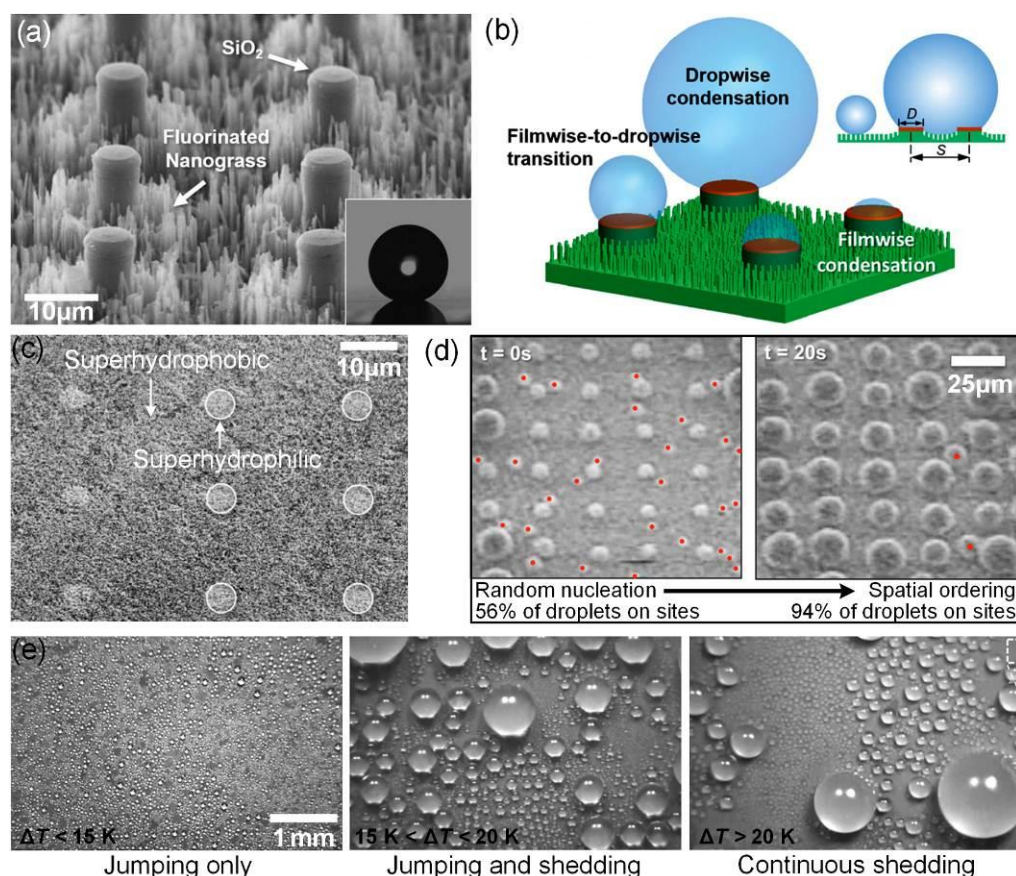 (a)
SiO2
Fluorinated
Nanograss
10µm
(b)
Dropwise
condensation
Filmwise-to-dropwise
transition
D
S
Filmwise
condensation
(c)
Superhydrophobic
10µm
Superhydrophilic
(d)
t = 0s
t = 20s
25µm
Random nucleation
Spatial ordering
56% of droplets on sites
94% of droplets on sites
(e)
ΔT < 15 K
1mm
15 K < ΔT < 20 K
ΔT > 20 K
Jumping only
Jumping and shedding
Continuous shedding